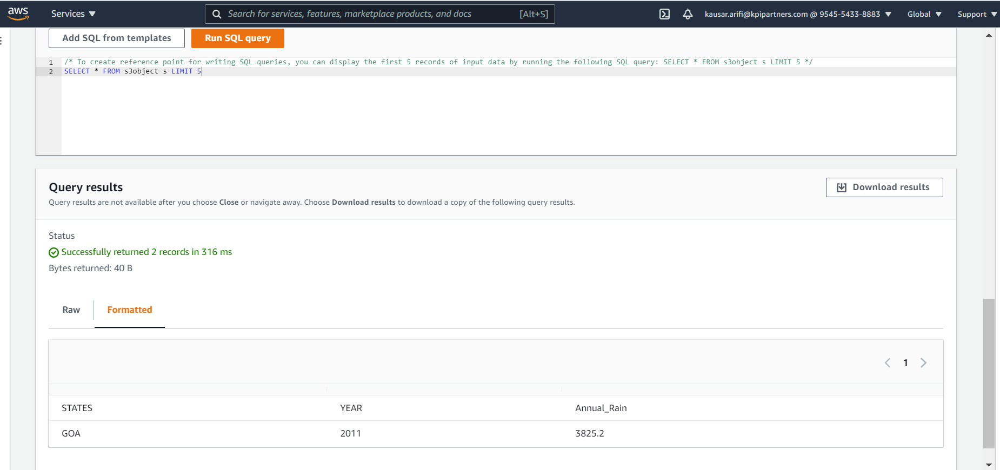 aws Services ▼ Search for services, features, marketplace products, and docs [Alt+S] kausar.arifi@kpipartners.com @ 9545-5433-8883 ▼ Global ▼ Support ▼
Add SQL from templates Run SQL query
1 /* To create reference point for writing SQL queries, you can display the first 5 records of input data by running the following SQL query: SELECT * FROM s3object s LIMIT 5 */
2 SELECT * FROM s3object s LIMIT 5
Query results
Download results
Query results are not available after you choose Close or navigate away. Choose Download results to download a copy of the following query results.
Status
Successfully returned 2 records in 316 ms
Bytes returned: 40 B
Raw Formatted
1
STATES YEAR Annual_Rain
GOA 2011 3825.2